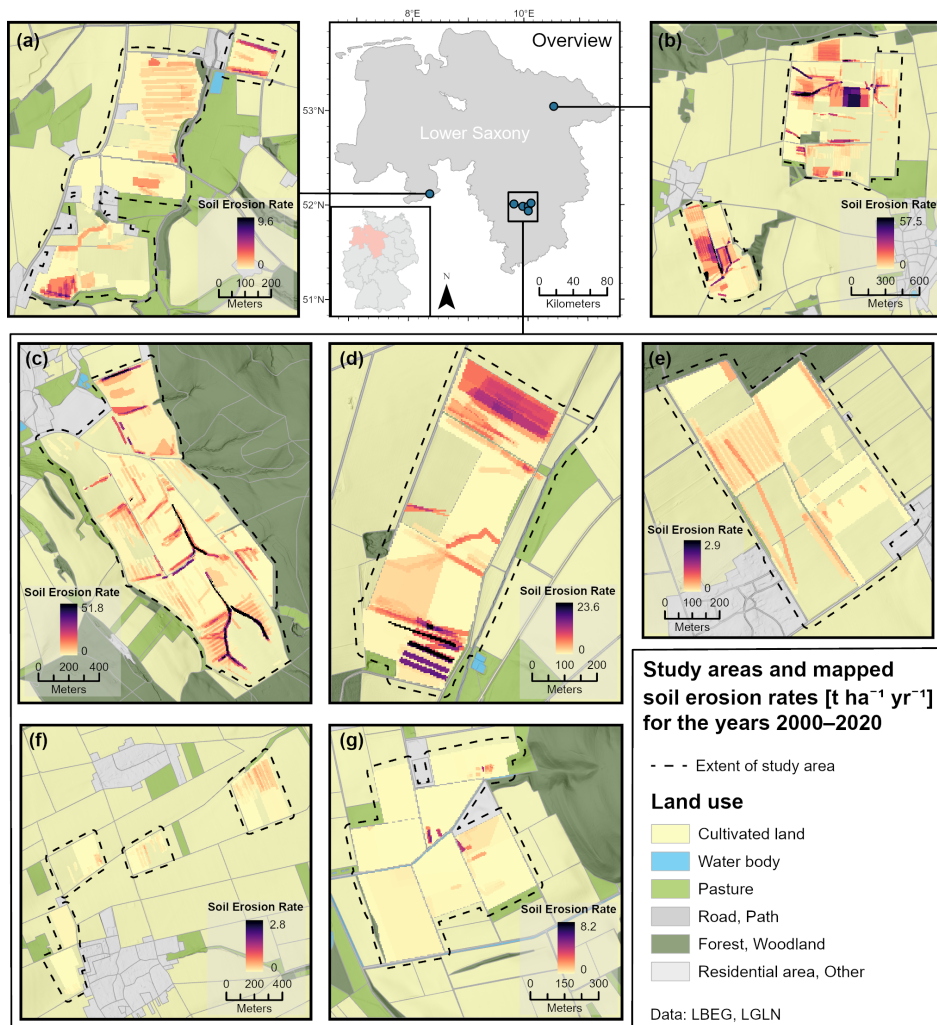 (a)
Soil Erosion Rate
9.6
0
0 100 200
Meters
8°E
10°E
Overview
53°N
Lower Saxony
52°N
51°N
N
0 40 80
Kilometers
(b)
Soil Erosion Rate
57.5
0
0 300 600
Meters
(c)
Soil Erosion Rate
51.8
0
0 200 400
Meters
(d)
Soil Erosion Rate
23.6
0
0 100 200
Meters
(e)
Soil Erosion Rate
2.9
0
0 100 200
Meters
(f)
Soil Erosion Rate
2.8
0
0 200 400
Meters
(g)
Soil Erosion Rate
8.2
0
0 150 300
Meters
Study areas and mapped
soil erosion rates [t ha⁻¹ yr⁻¹]
for the years 2000–2020
Extent of study area
Land use
Cultivated land
Water body
Pasture
Road, Path
Forest, Woodland
Residential area, Other
Data: LBEG, LGLN